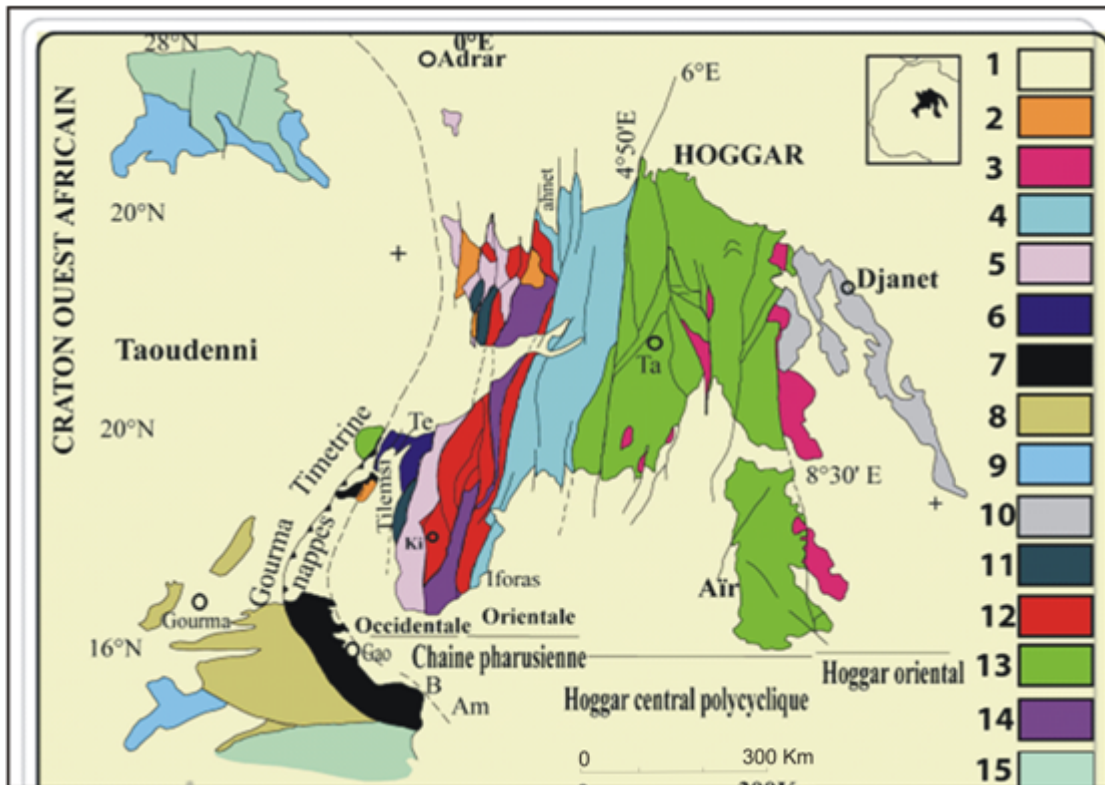 28°N
0°E
Adrar
6°E
4°50'E
HOGGAR
CRATON OUEST AFRICAIN
20°N
ahnet
Djanet
Taoudenni
Ta
20°N
Timetrine
Te
Tilemsi
8°30' E
Gourma
nappes
Ki
Iforas
Aïr
Gourma
Occidentale
Orientale
16°N
Gao
Chaine pharusienne
Hoggar oriental
B
Am
Hoggar central polycyclique
0
300 Km
1
2
3
4
5
6
7
8
9
10
11
12
13
14
15